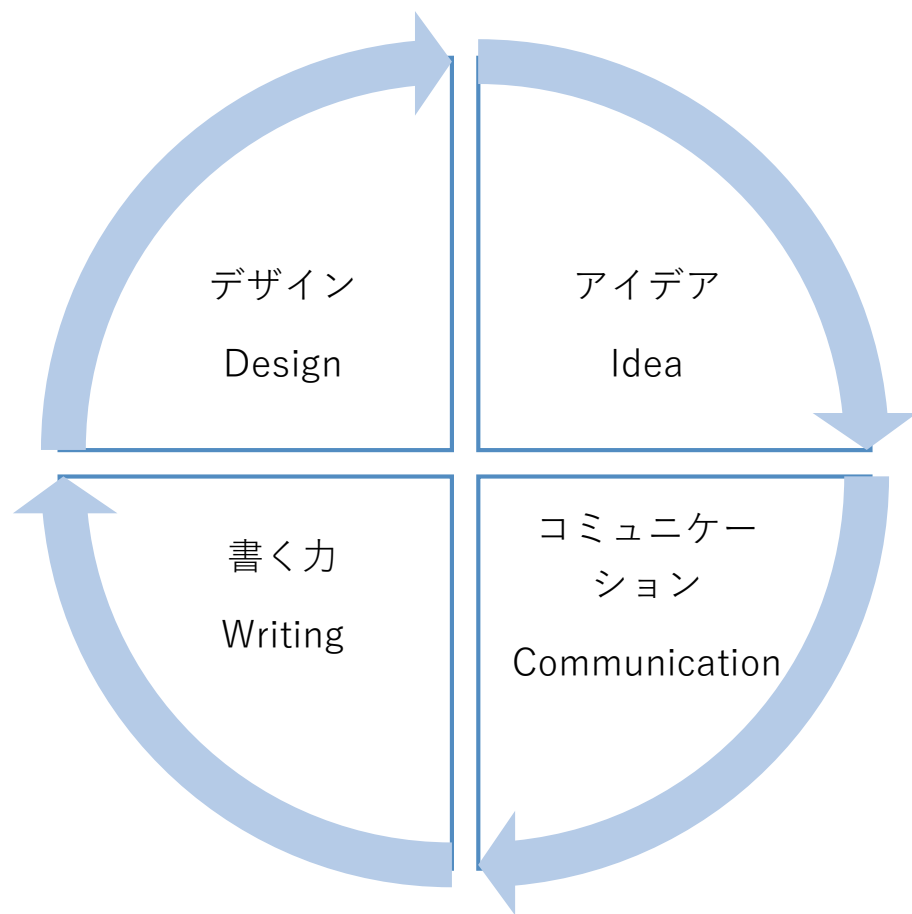 デザイン
Design
アイデア
Idea
書く力
Writing
コミュニケー
ション
Communication